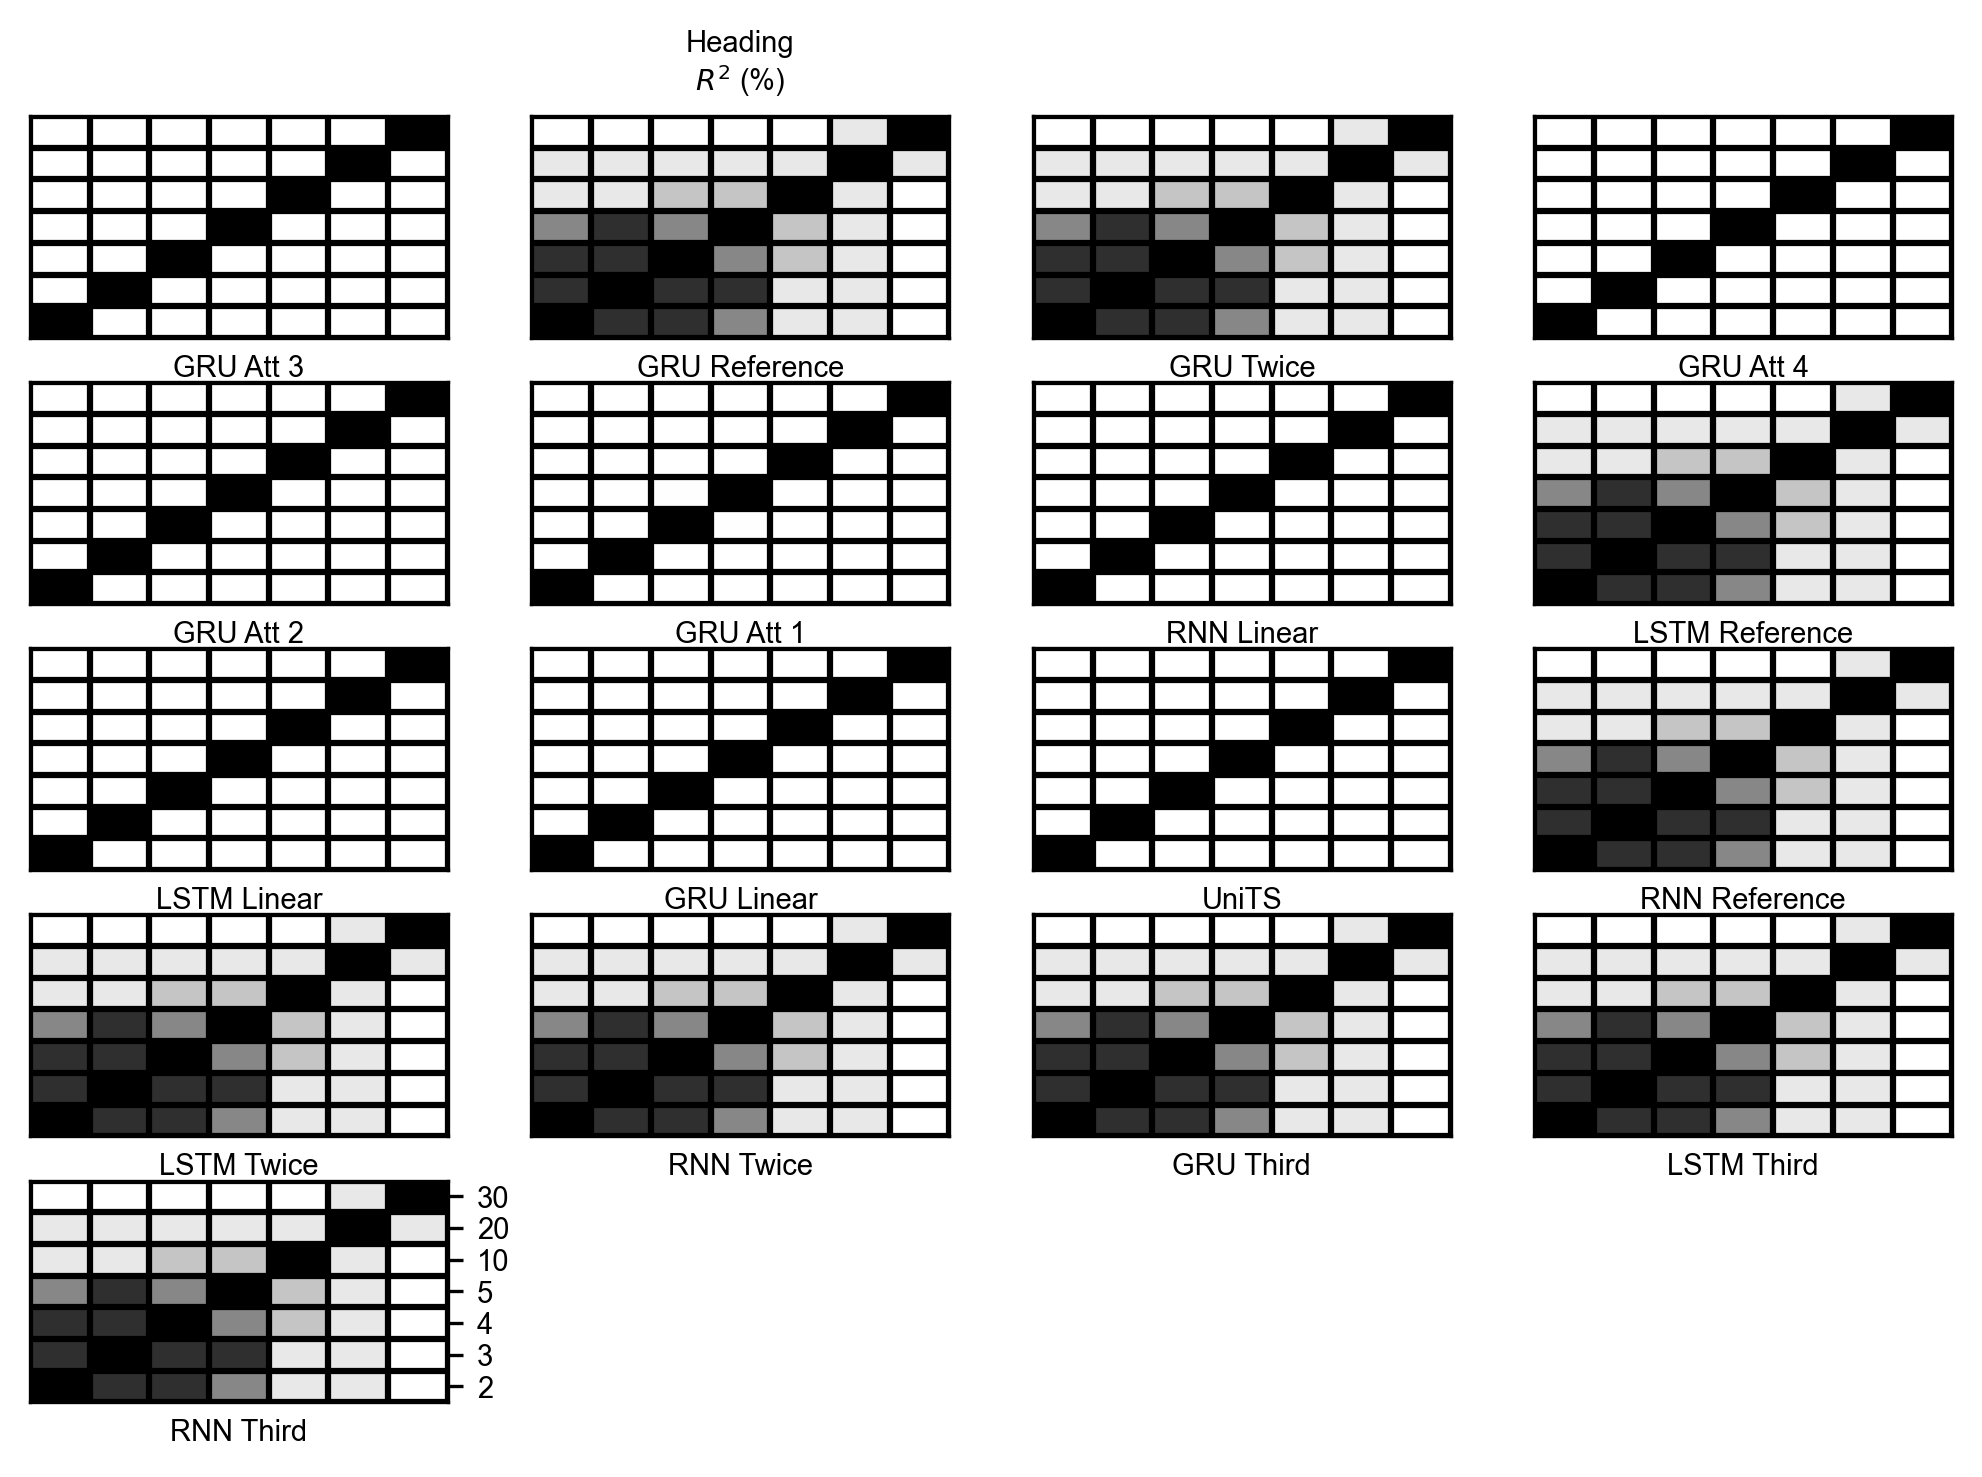 Heading
R² (%)
GRU Att 3
GRU Reference
GRU Twice
GRU Att 4
GRU Att 2
GRU Att 1
RNN Linear
LSTM Reference
LSTM Linear
GRU Linear
UniTS
RNN Reference
LSTM Twice
RNN Twice
GRU Third
LSTM Third
30
20
10
5
4
3
2
RNN Third